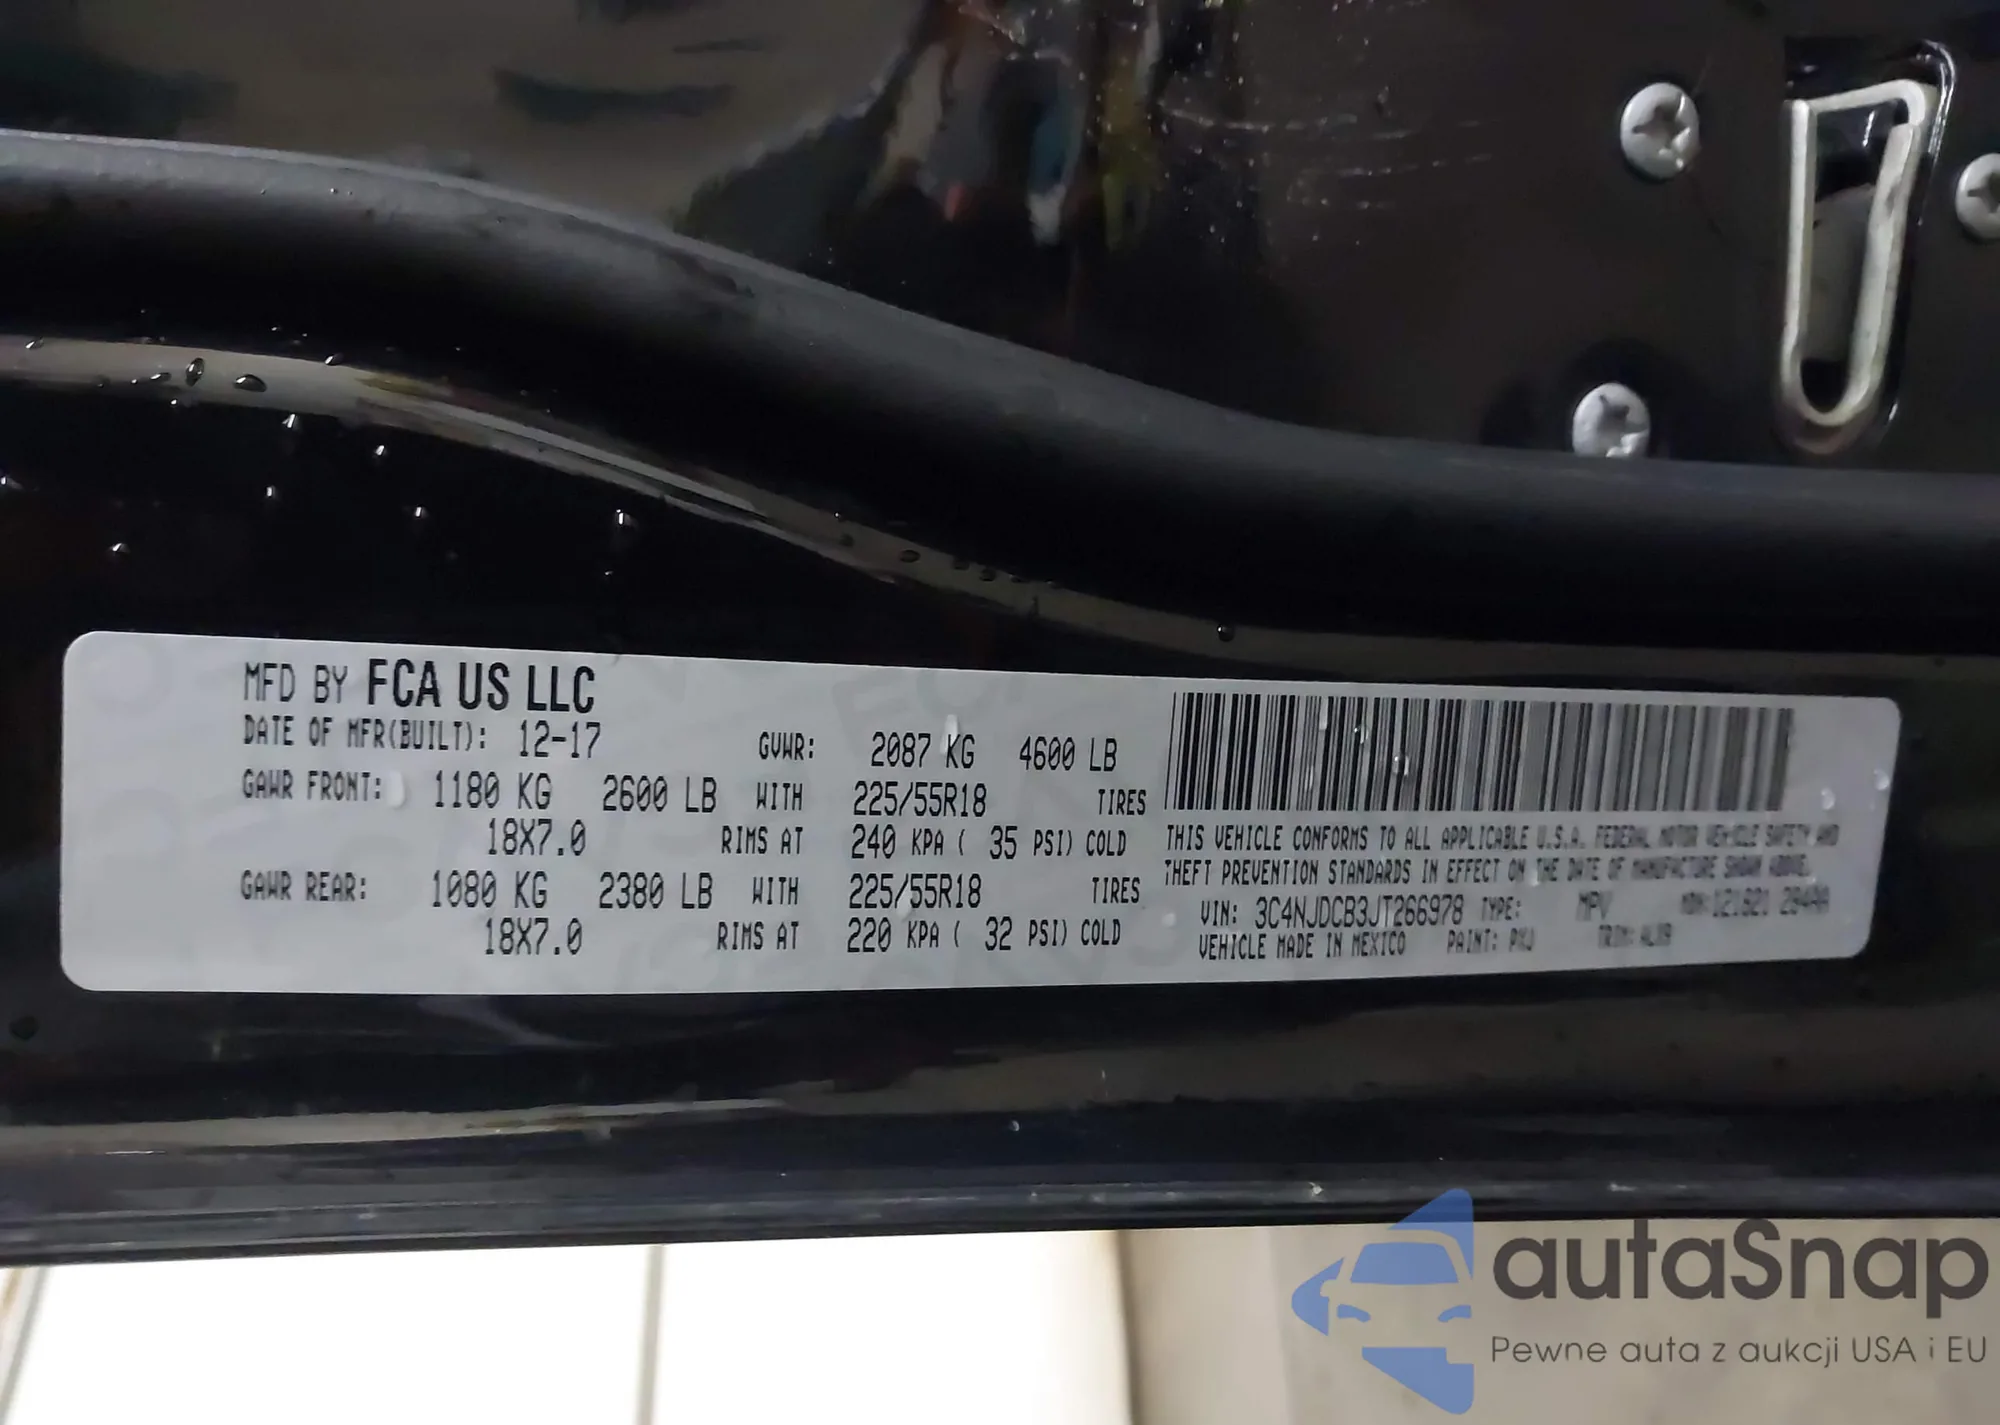 MFD BY FCA US LLC
DATE OF MFR(BUILT): 12-17 GVWR: 2087 KG 4600 LB
GAWR FRONT: 1180 KG 2600 LB WITH 225/55R18 TIRES
18X7.0 RIMS AT 240 KPA ( 35 PSI) COLD
GAWR REAR: 1080 KG 2380 LB WITH 225/55R18 TIRES
18X7.0 RIMS AT 220 KPA ( 32 PSI) COLD
THIS VEHICLE CONFORMS TO ALL APPLICABLE U.S.A. FEDERAL MOTOR VEHICLE SAFETY AND
THEFT PREVENTION STANDARDS IN EFFECT ON THE DATE OF MANUFACTURE SHOWN ABOVE.
VIN: 3C4NJDCB3JT266978 TYPE: MPV
VEHICLE MADE IN MEXICO PAINT: TRIM:
autaSnap
Pewne auta z aukcji USA i EU